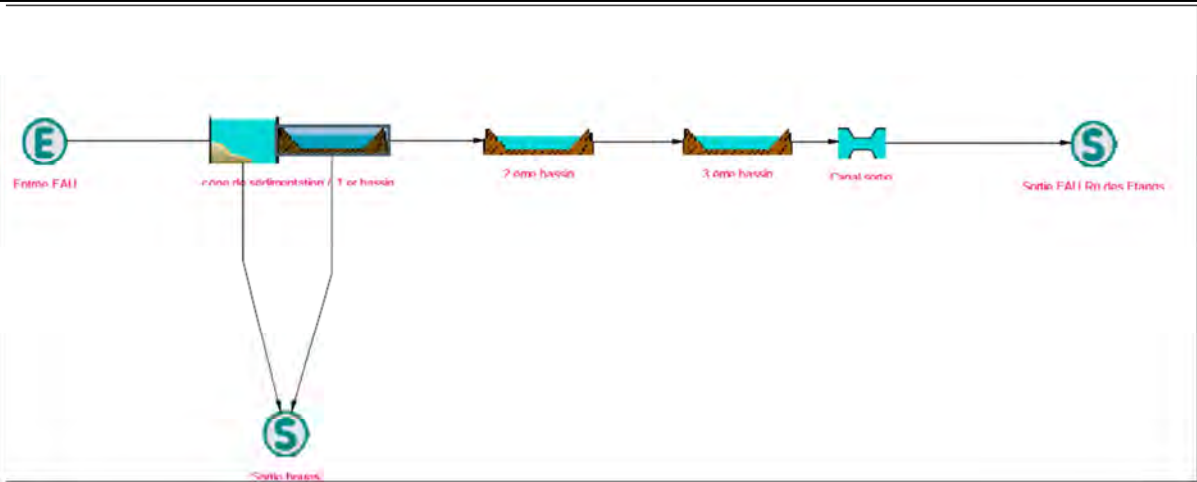 E
S
Entrée EAU
cône de sédimentation / 1 er bassin
2 ème bassin
3 ème bassin
Canal sortie
Sortie EAU Rn des Etangs
S
Sortie boues